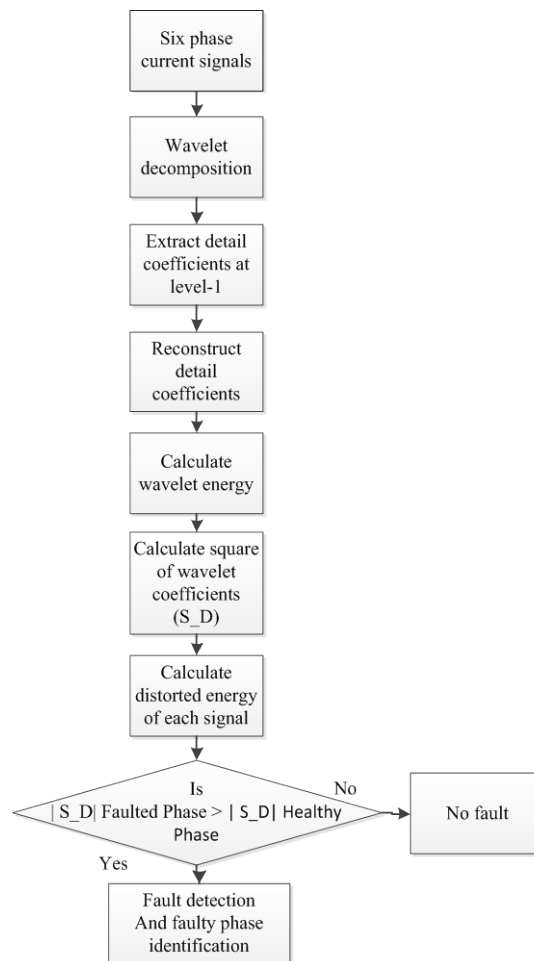 Six phase
current signals
Wavelet
decomposition
Extract detail
coefficients at
level-1
Reconstruct
detail
coefficients
Calculate
wavelet energy
Calculate square
of wavelet
coefficients
(S_D)
Calculate
distorted energy
of each signal
Is
| S_D| Faulted Phase > | S_D| Healthy
Phase
No
No fault
Yes
Fault detection
And faulty phase
identification